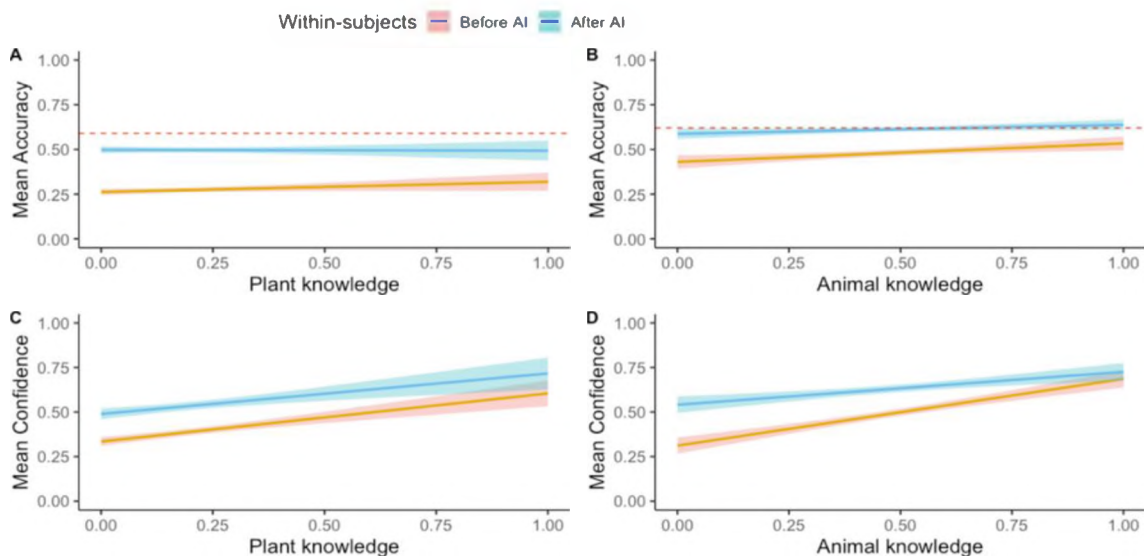 Within-subjects Before AI After AI
A
1.00
0.75
0.50
0.25
0.00
Mean Accuracy
0.00 0.25 0.50 0.75 1.00
Plant knowledge
B
1.00
0.75
0.50
0.25
0.00
Mean Accuracy
0.00 0.25 0.50 0.75 1.00
Animal knowledge
C
1.00
0.75
0.50
0.25
0.00
Mean Confidence
0.00 0.25 0.50 0.75 1.00
Plant knowledge
D
1.00
0.75
0.50
0.25
0.00
Mean Confidence
0.00 0.25 0.50 0.75 1.00
Animal knowledge